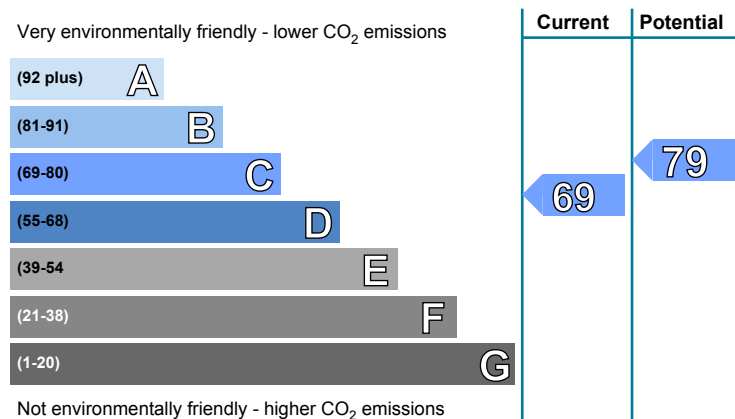 Very environmentally friendly - lower CO2 emissions
Current
Potential
(92 plus) A
(81-91) B
(69-80) C
(55-68) D
(39-54 E
(21-38) F
(1-20) G
79
69
Not environmentally friendly - higher CO2 emissions